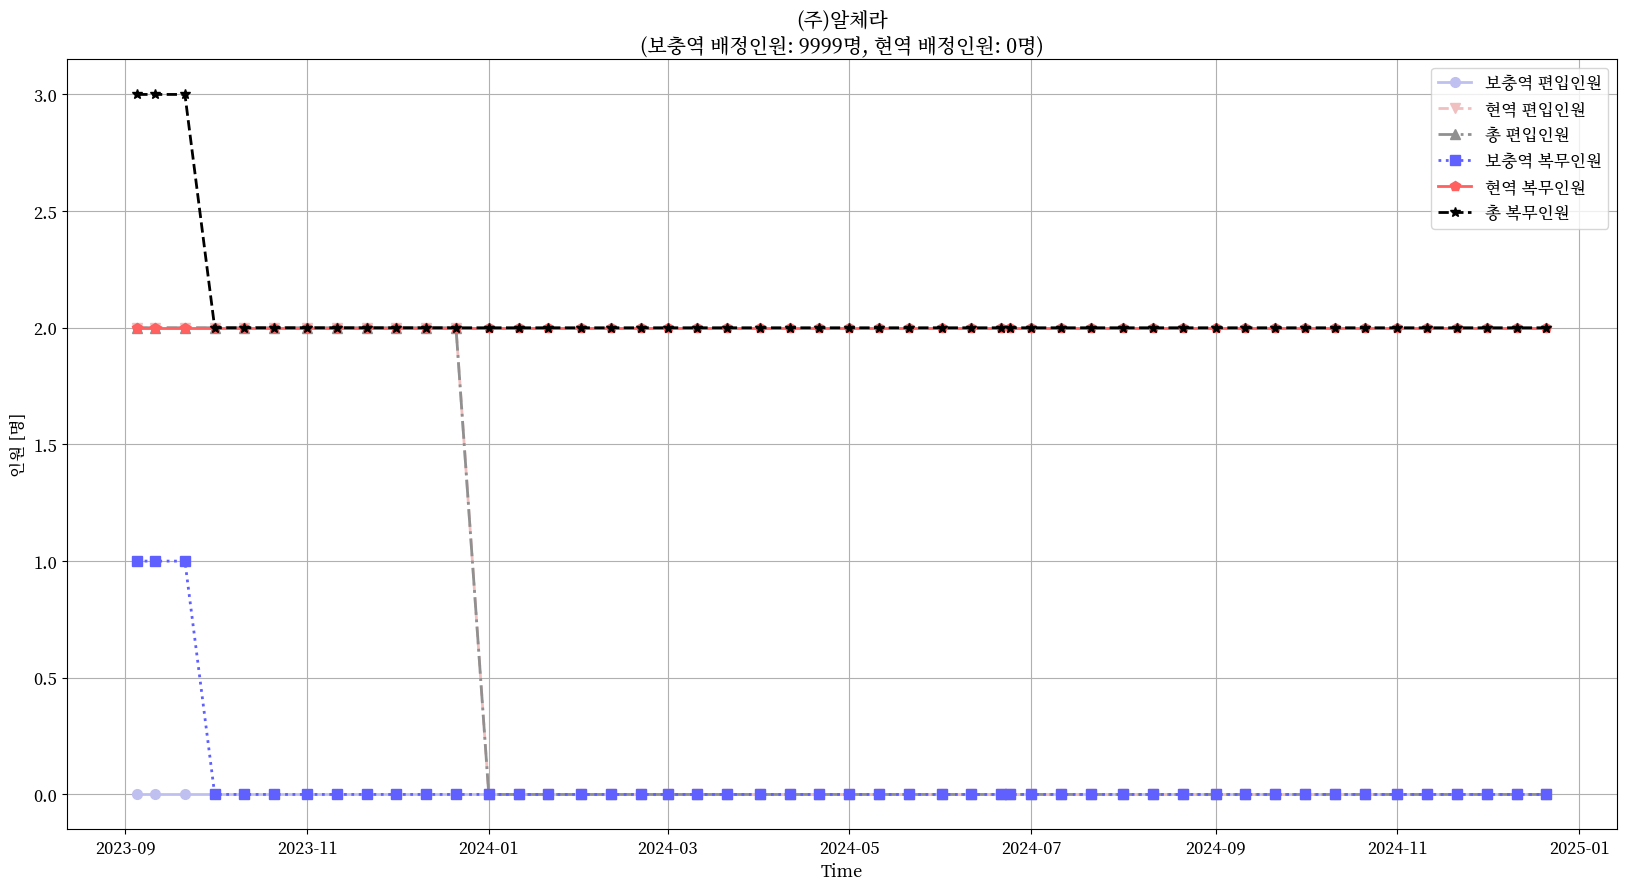 (주)알체라
(보충역 배정인원: 9999명, 현역 배정인원: 0명)
보충역 편입인원
현역 편입인원
총 편입인원
보충역 복무인원
현역 복무인원
총 복무인원
인원 [명]
3.0
2.5
2.0
1.5
1.0
0.5
0.0
2023-09 2023-11 2024-01 2024-03 2024-05 2024-07 2024-09 2024-11 2025-01
Time